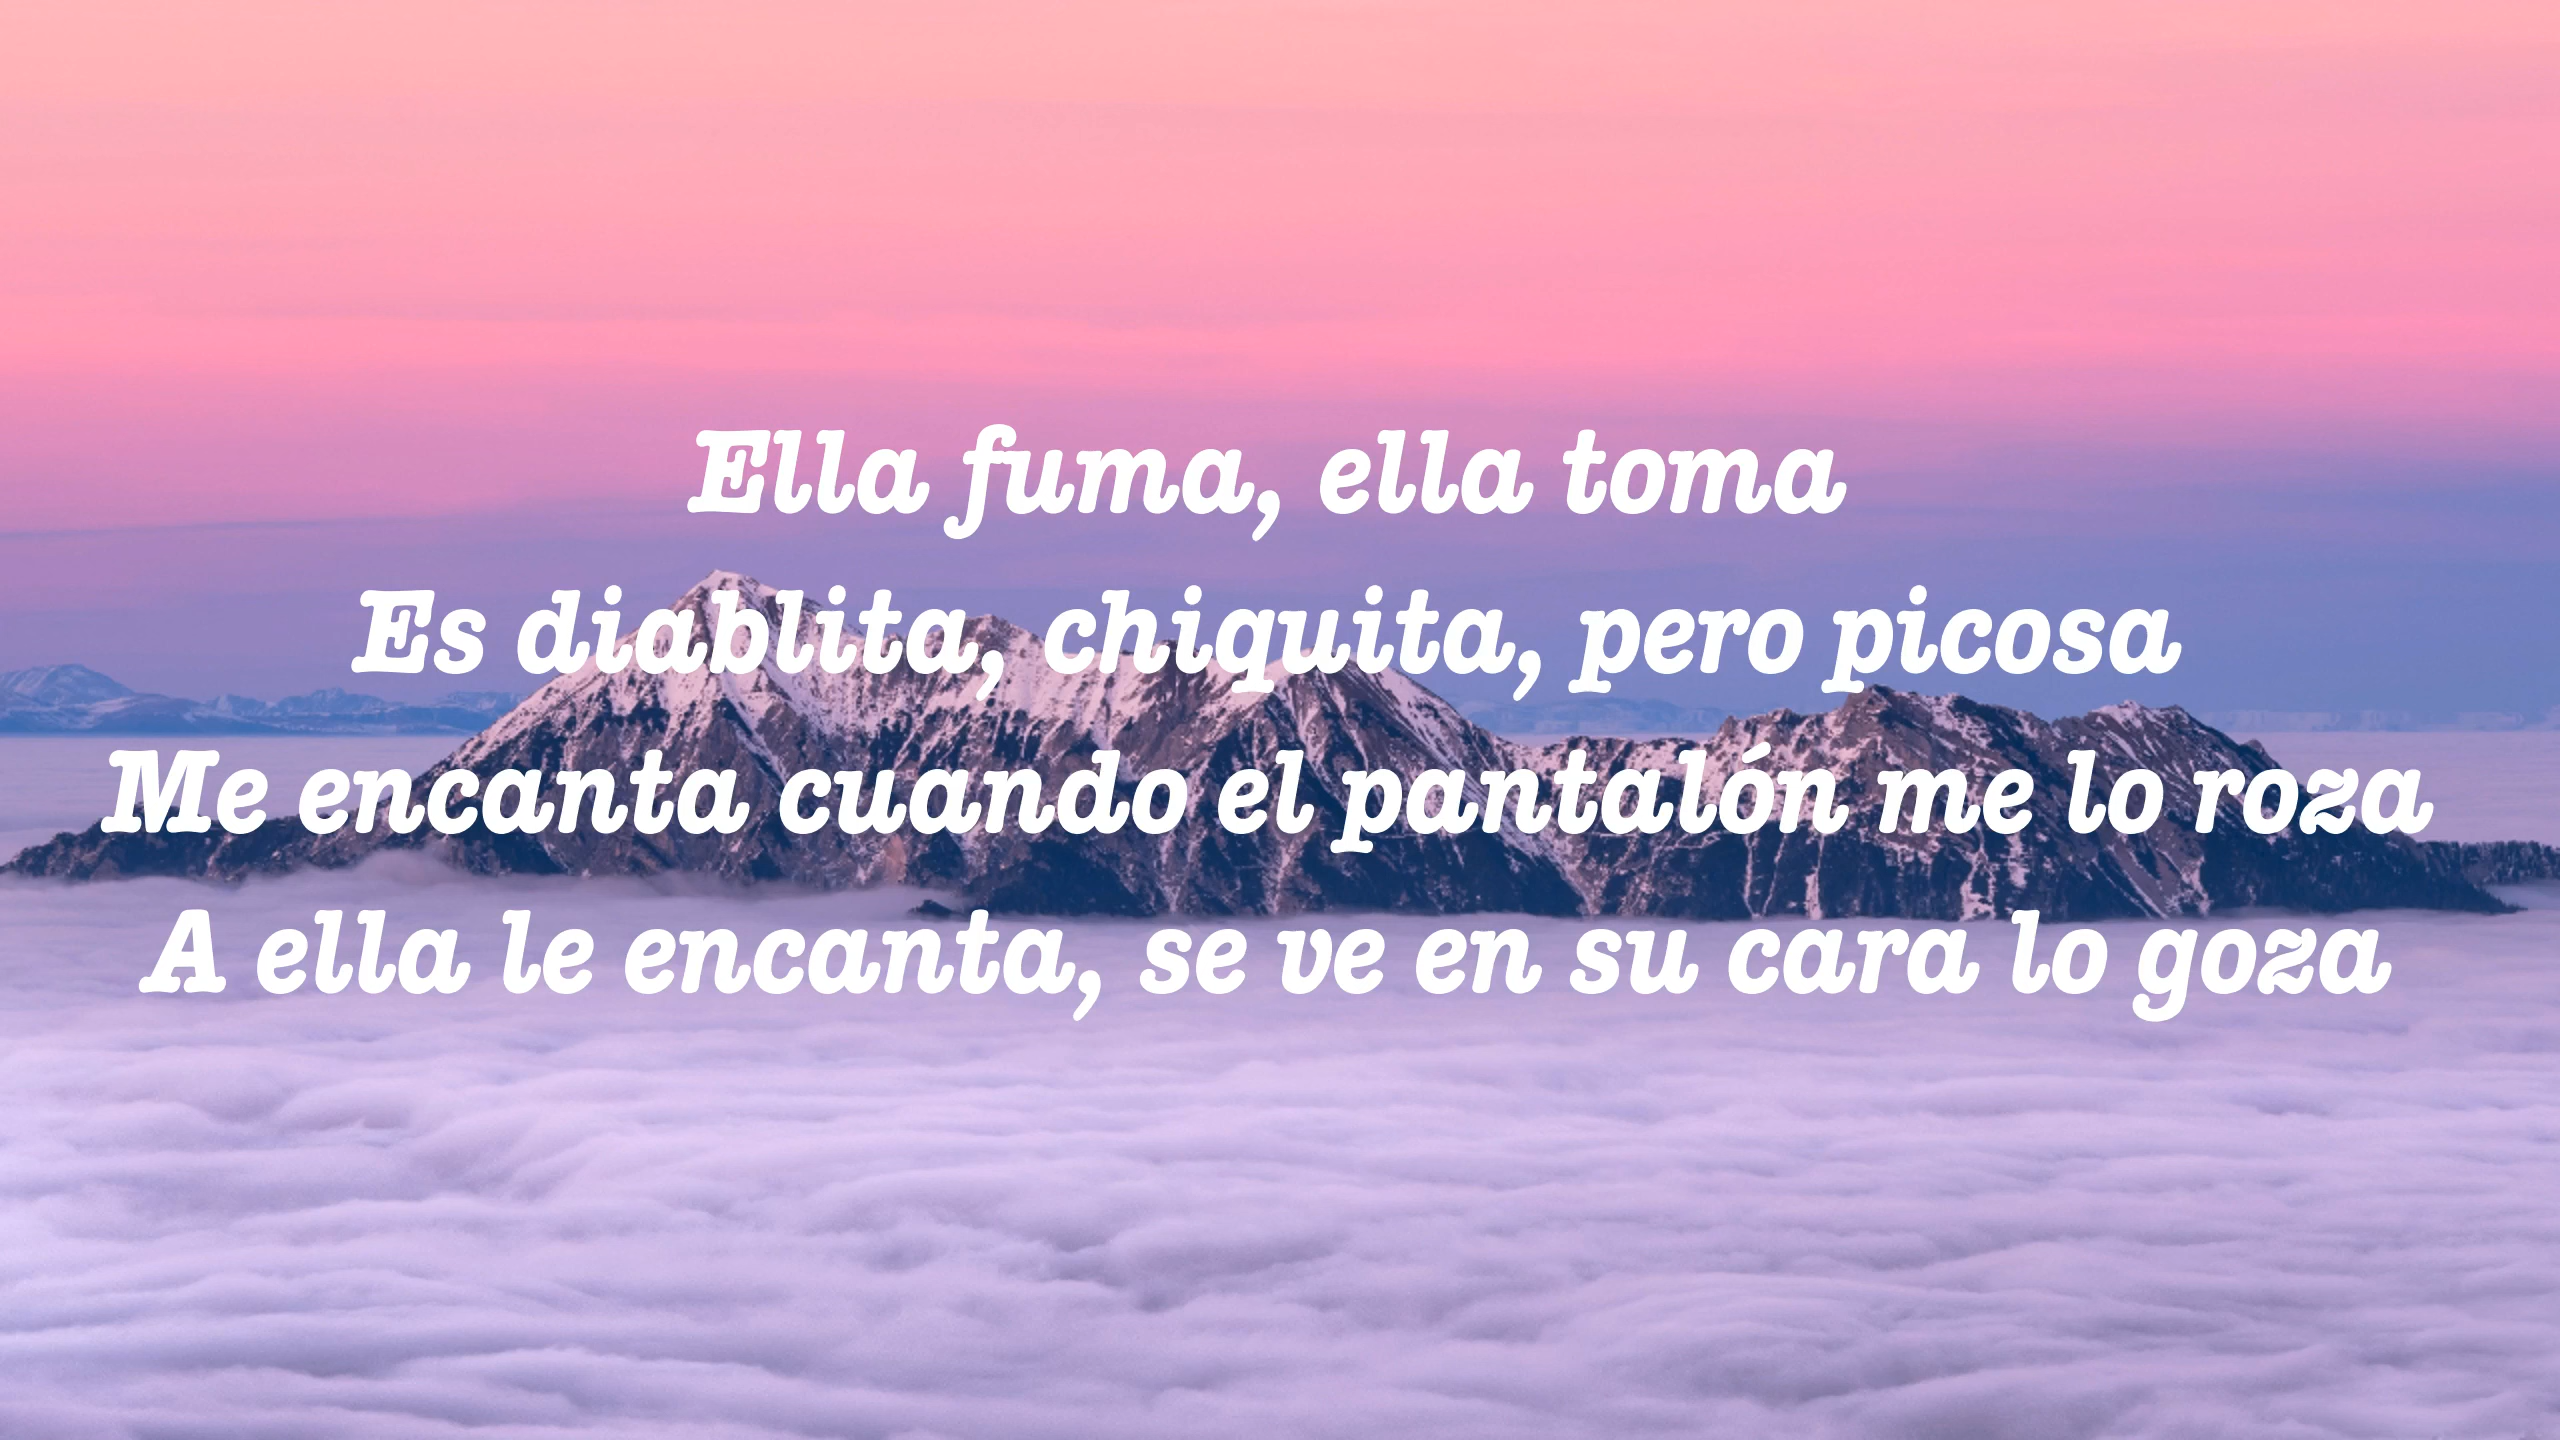 Ella fuma, ella toma
Es diablita, chiquita, pero picosa
Me encanta cuando el pantalón me lo roza
A ella le encanta, se ve en su cara lo goza